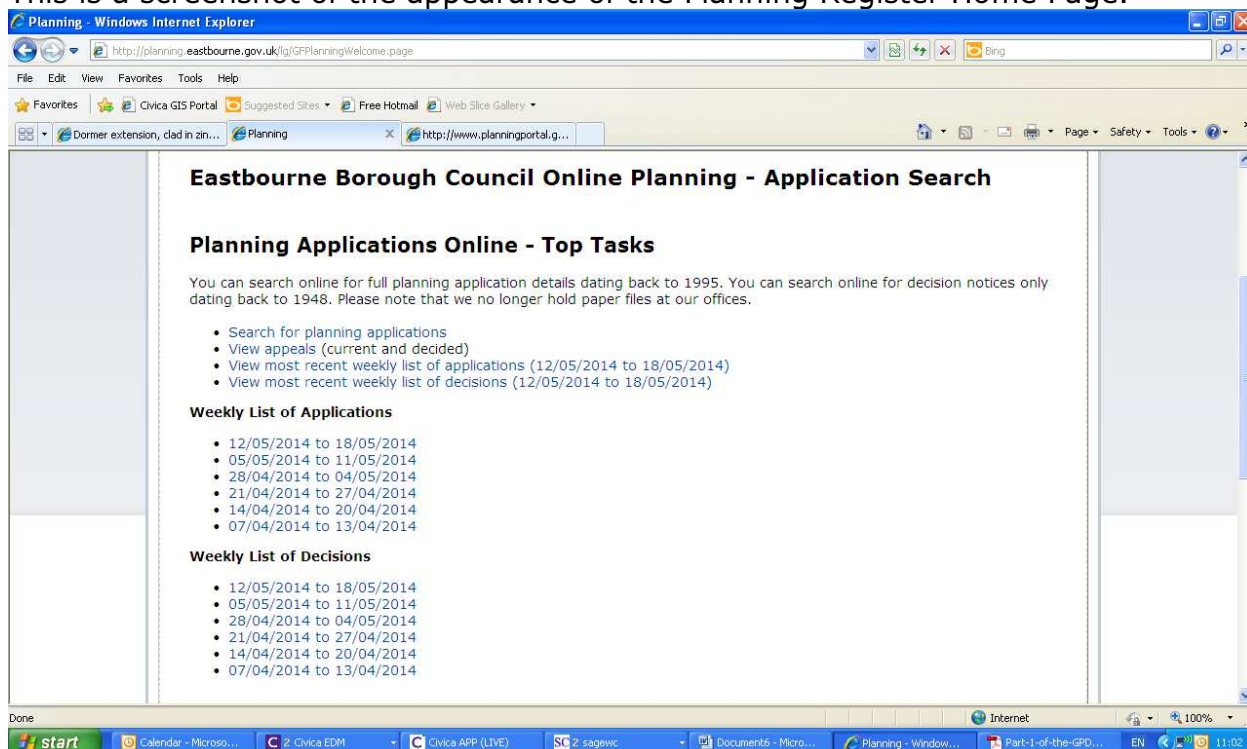 This is a screenshot of the appearance of the Planning Register Home Page.
Planning - Windows Internet Explorer
http://planning.eastbourne.gov.uk/lg/GFPlanningWelcome.page
Bing
File Edit View Favorites Tools Help
Favorites Civica GIS Portal Suggested Sites Free Hotmail Web Slice Gallery
Dormer extension, clad in zin... Planning http://www.planningportal.g... Page Safety Tools
Eastbourne Borough Council Online Planning - Application Search
Planning Applications Online - Top Tasks
You can search online for full planning application details dating back to 1995. You can search online for decision notices only
dating back to 1948. Please note that we no longer hold paper files at our offices.
• Search for planning applications
• View appeals (current and decided)
• View most recent weekly list of applications (12/05/2014 to 18/05/2014)
• View most recent weekly list of decisions (12/05/2014 to 18/05/2014)
Weekly List of Applications
• 12/05/2014 to 18/05/2014
• 05/05/2014 to 11/05/2014
• 28/04/2014 to 04/05/2014
• 21/04/2014 to 27/04/2014
• 14/04/2014 to 20/04/2014
• 07/04/2014 to 13/04/2014
Weekly List of Decisions
• 12/05/2014 to 18/05/2014
• 05/05/2014 to 11/05/2014
• 28/04/2014 to 04/05/2014
• 21/04/2014 to 27/04/2014
• 14/04/2014 to 20/04/2014
• 07/04/2014 to 13/04/2014
Done Internet 100%
start Calendar - Microso... 2 Civica EDM Civica APP (LIVE) SC 2 sagewc Document6 - Micro... Planning - Window... Part-1-of-the-GPD... EN 11:02